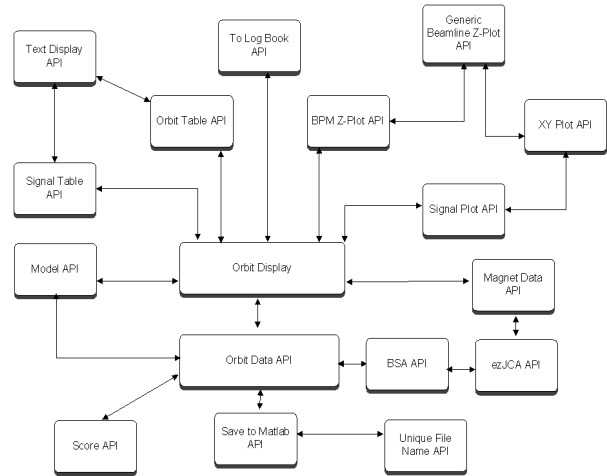 Generic
Beamline Z-Plot
API
To Log Book
API
Text Display
API
Orbit Table API
BPM Z-Plot API
XY Plot API
Signal Table
API
Signal Plot API
Model API
Orbit Display
Magnet Data
API
Orbit Data API
BSA API
ezJCA API
Score API
Save to Matlab
API
Unique File
Name API